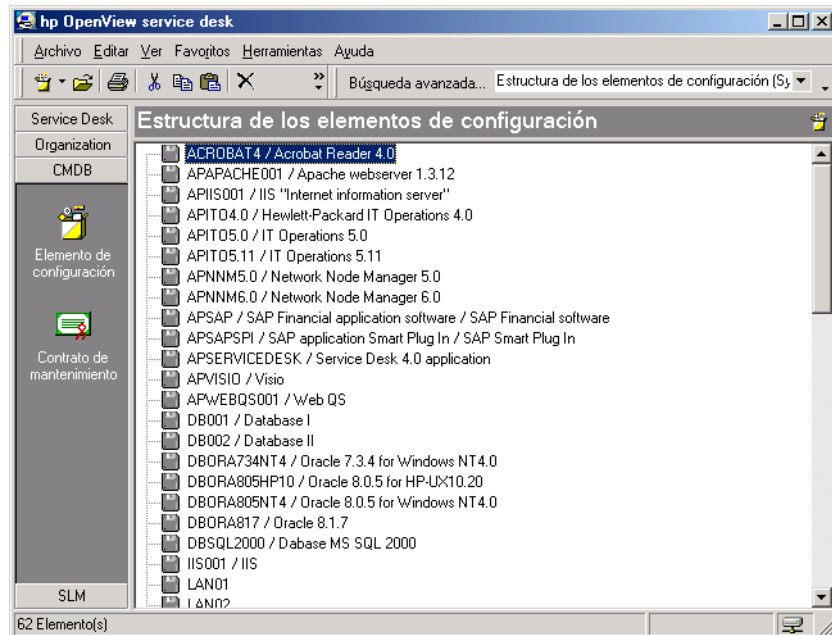 hp OpenView service desk
Archivo Editar Ver Favoritos Herramientas Ayuda
Búsqueda avanzada... Estructura de los elementos de configuración (Sy
Service Desk
Organization
CMDB
Elemento de
configuración
Contrato de
mantenimiento
SLM
Estructura de los elementos de configuración
ACROBAT4 / Acrobat Reader 4.0
APAPACHE001 / Apache webserver 1.3.12
APIIS001 / IIS "Internet information server"
APITO4.0 / Hewlett-Packard IT Operations 4.0
APITO5.0 / IT Operations 5.0
APITO5.11 / IT Operations 5.11
APNNM5.0 / Network Node Manager 5.0
APNNM6.0 / Network Node Manager 6.0
APSAP / SAP Financial application software / SAP Financial software
APSAPSPI / SAP application Smart Plug In / SAP Smart Plug In
APSERVICEDESK / Service Desk 4.0 application
APVISIO / Visio
APWEBQS001 / Web QS
DB001 / Database I
DB002 / Database II
DBORA734NT4 / Oracle 7.3.4 for Windows NT4.0
DBORA805HP10 / Oracle 8.0.5 for HP-UX10.20
DBORA805NT4 / Oracle 8.0.5 for Windows NT4.0
DBORA817 / Oracle 8.1.7
DBSQL2000 / Dabase MS SQL 2000
IIS001 / IIS
LAN01
LAN02
62 Elemento(s)